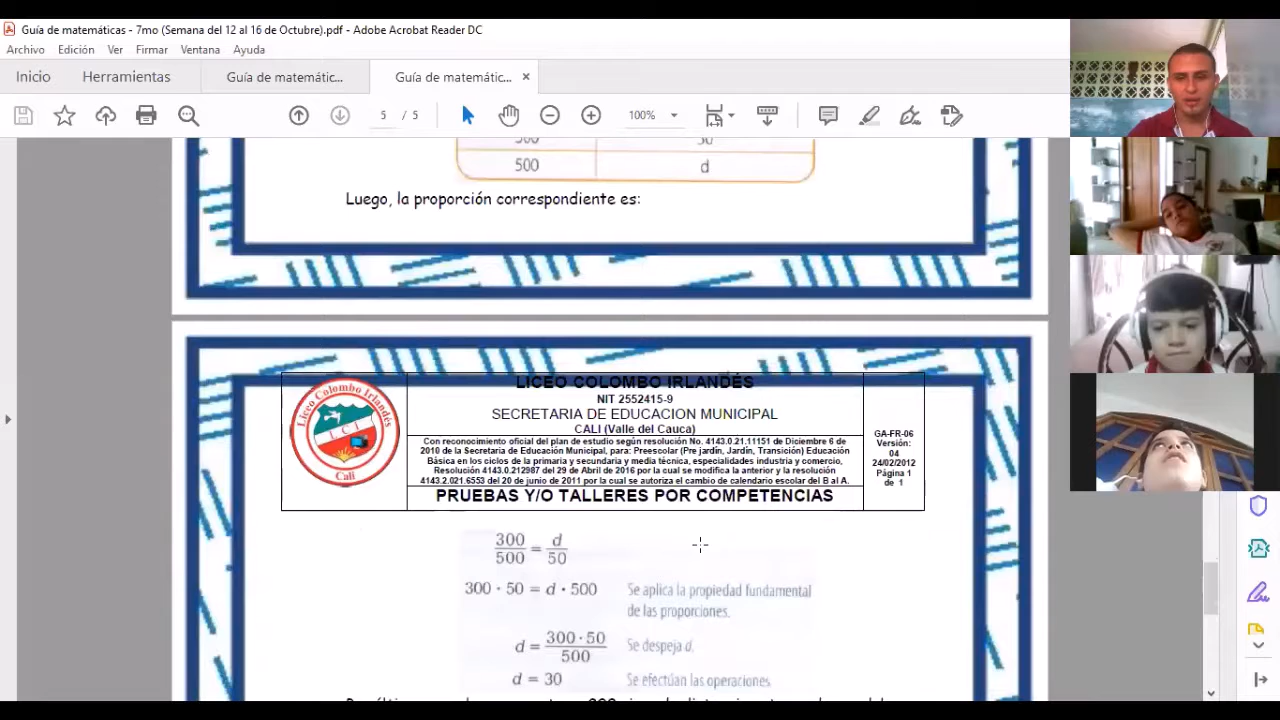 Guía de matemáticas - 7mo (Semana del 12 al 16 de Octubre).pdf - Adobe Acrobat Reader DC
Archivo Edición Ver Firmar Ventana Ayuda
Inicio Herramientas Guía de matemátic... Guía de matemátic... ×
5 / 5 100%
500 d
Luego, la proporción correspondiente es:
Liceo Colombo Irlandés
L C I
Cali
LICEO COLOMBO IRLANDÉS
NIT 2552415-9
SECRETARIA DE EDUCACION MUNICIPAL
CALI (Valle del Cauca)
Con reconocimiento oficial del plan de estudio según resolución No. 4143.0.21.11151 de Diciembre 6 de
2010 de la Secretaria de Educación Municipal, para: Preescolar (Pre jardín, Jardín, Transición) Educación
Básica en los ciclos de la primaria y secundaria y media técnica, especialidades industria y comercio,
Resolución 4143.0.212987 del 29 de Abril de 2016 por la cual se modifica la anterior y la resolución
4143.2.021.6553 del 20 de junio de 2011 por la cual se autoriza el cambio de calendario escolar del B al A.
PRUEBAS Y/O TALLERES POR COMPETENCIAS
GA-FR-06
Versión:
04
24/02/2012
Página 1
de 1
300/500 = d/50
300 · 50 = d · 500 Se aplica la propiedad fundamental
de las proporciones.
d = 300 · 50/500 Se despeja d.
d = 30 Se efectúan las operaciones.